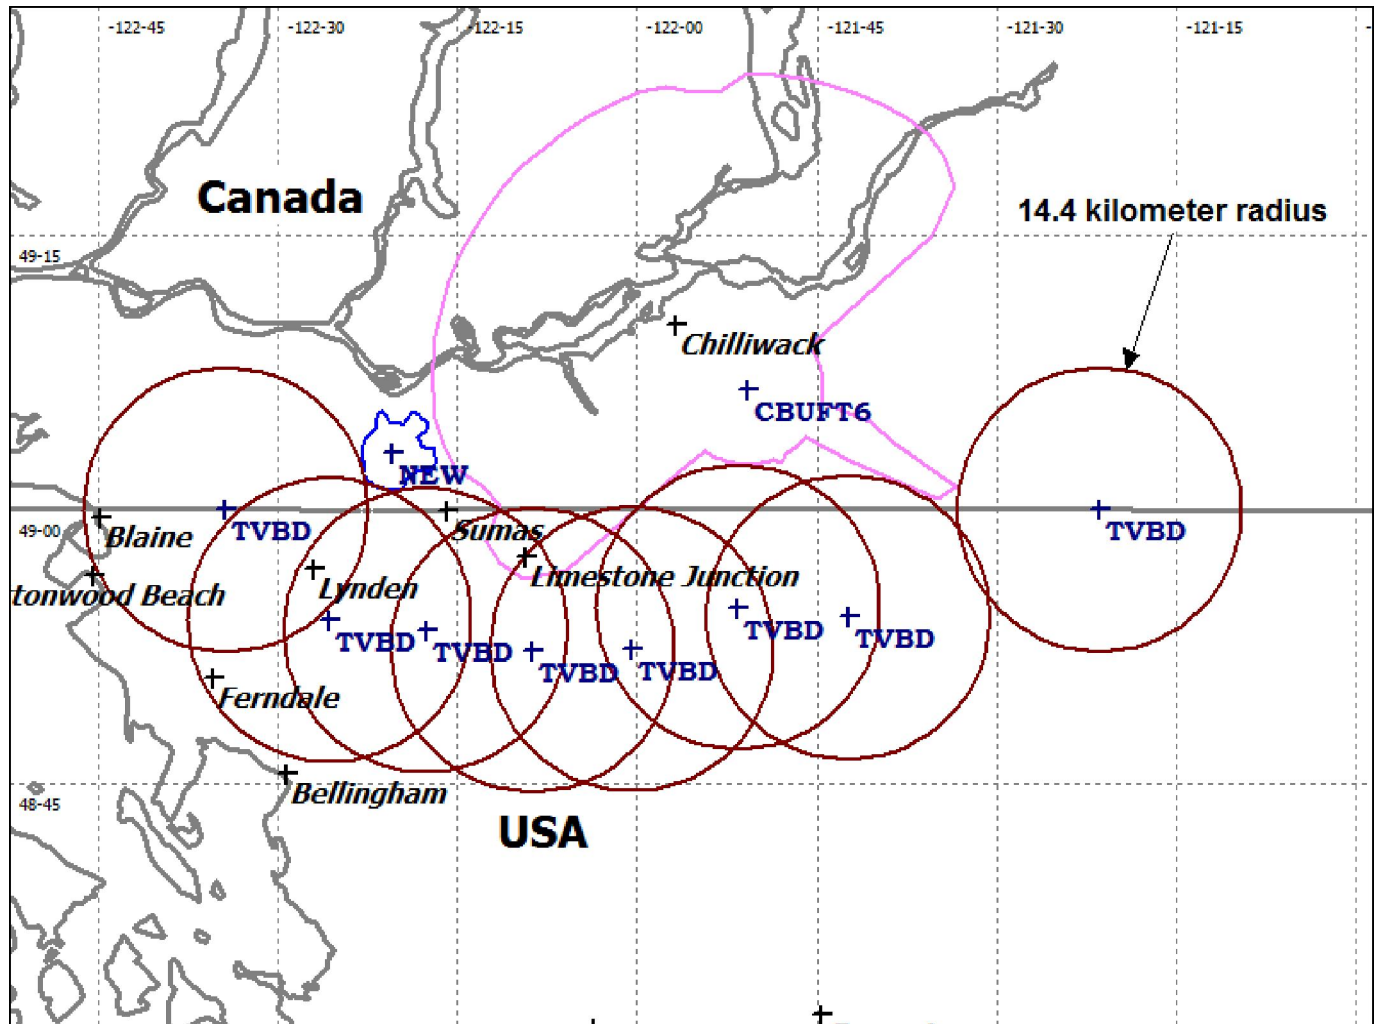 -122-45
-122-30
-122-15
-122-00
-121-45
-121-30
-121-15
Canada
14.4 kilometer radius
49-15
Chilliwack
CBUFT6
NEW
49-00
Blaine
TVBD
Sumas
TVBD
tonwood Beach
Lynden
Limestone Junction
TVBD
TVBD
TVBD
TVBD
TVBD
TVBD
Ferndale
Bellingham
48-45
USA